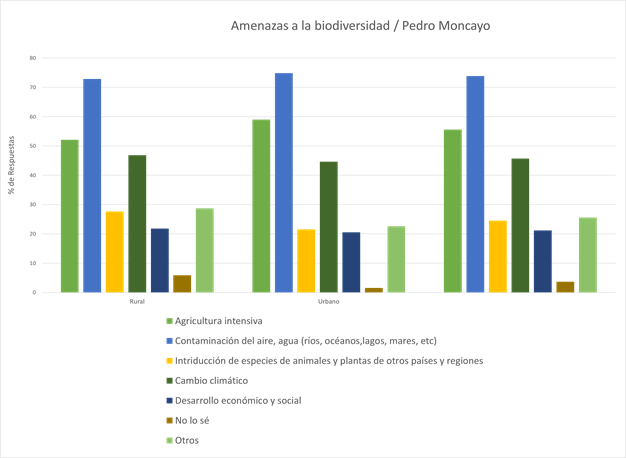 Amenazas a la biodiversidad / Pedro Moncayo
80
70
60
50
40
30
20
10
0
% de Respuestas
Rural Urbano
Agricultura intensiva
Contaminación del aire, agua (ríos, océanos,lagos, mares, etc)
Intriducción de especies de animales y plantas de otros países y regiones
Cambio climático
Desarrollo económico y social
No lo sé
Otros